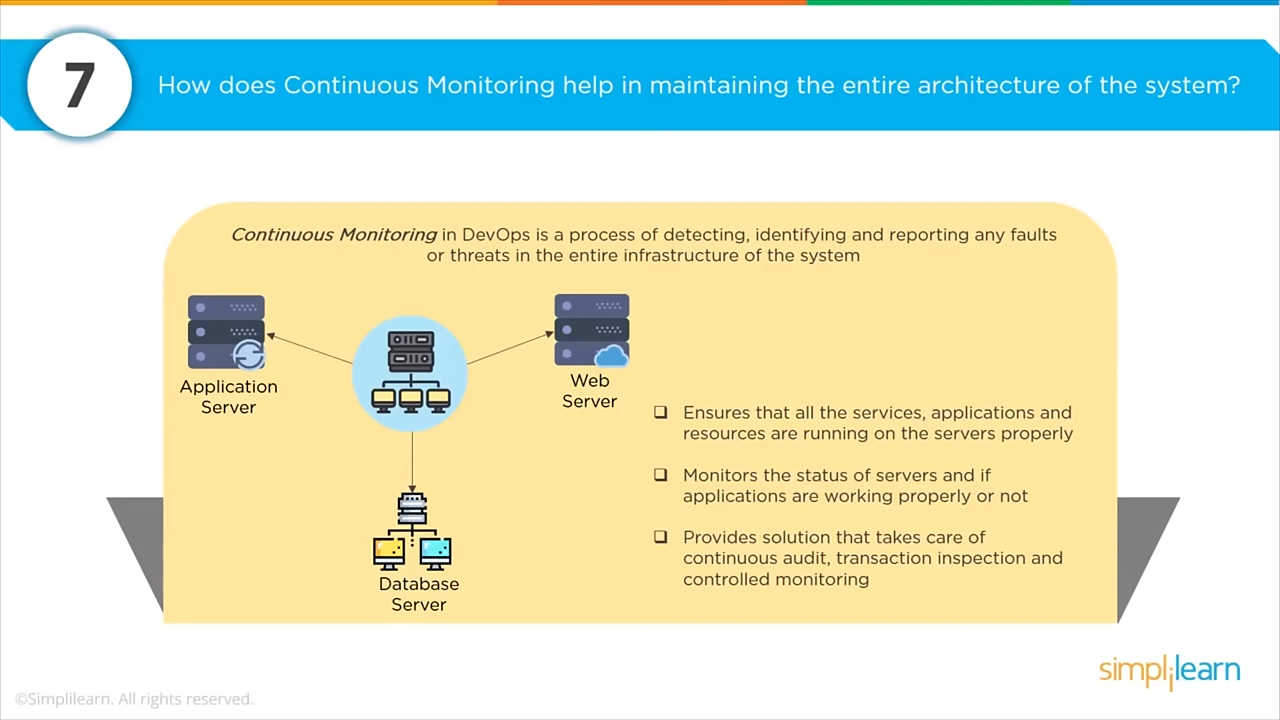 7
How does Continuous Monitoring help in maintaining the entire architecture of the system?
Continuous Monitoring in DevOps is a process of detecting, identifying and reporting any faults
or threats in the entire infrastructure of the system
Application
Server
Web
Server
Database
Server
Ensures that all the services, applications and
resources are running on the servers properly
Monitors the status of servers and if
applications are working properly or not
Provides solution that takes care of
continuous audit, transaction inspection and
controlled monitoring
simplilearn
©Simplilearn. All rights reserved.